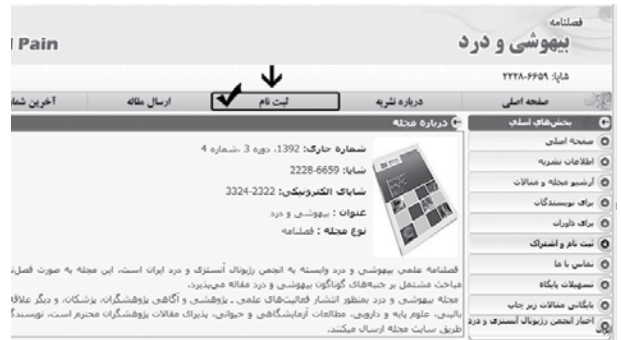 فصلنامه
بیهوشی و درد
Pain
شاپا: ۲۲۲۸-۶۶۵۹
صفحه اصلی
درباره نشریه
ثبت نام
ارسال مقاله
آخرین شما
بخش‌های اصلی
صفحه اصلی
اطلاعات نشریه
آرشیو مجله و مقالات
برای نویسندگان
برای داوران
ثبت نام و اشتراک
تماس با ما
تسهیلات پایگاه
بایگانی مقالات زیر چاپ
اخبار انجمن رژیونال آنستزی و درد
درباره مجله
شماره جاری: 1392، دوره 3 ،شماره 4
شاپا: 2228-6659
شاپای الکترونیکی: 2322-3324
عنوان : بیهوشی و درد
نوع مجله : فصلنامه
فصلنامه علمی بیهوشی و درد وابسته به انجمن رژیونال آنستزی و درد ایران است، این مجله به صورت فصل
مباحث مشتمل بر جنبه‌های گوناگون بیهوشی و درد مقاله می‌پذیرد.
مجله بیهوشی و درد بمنظور انتشار فعالیت‌های علمی ـ پژوهشی و آگاهی پژوهشگران، پزشکان، و دیگر علاقه
بالینی، علوم پایه و دارویی، مطالعات آزمایشگاهی و حیوانی، پذیرای مقالات پژوهشگران محترم است، نویسندگ
طریق سایت مجله ارسال میکنند.